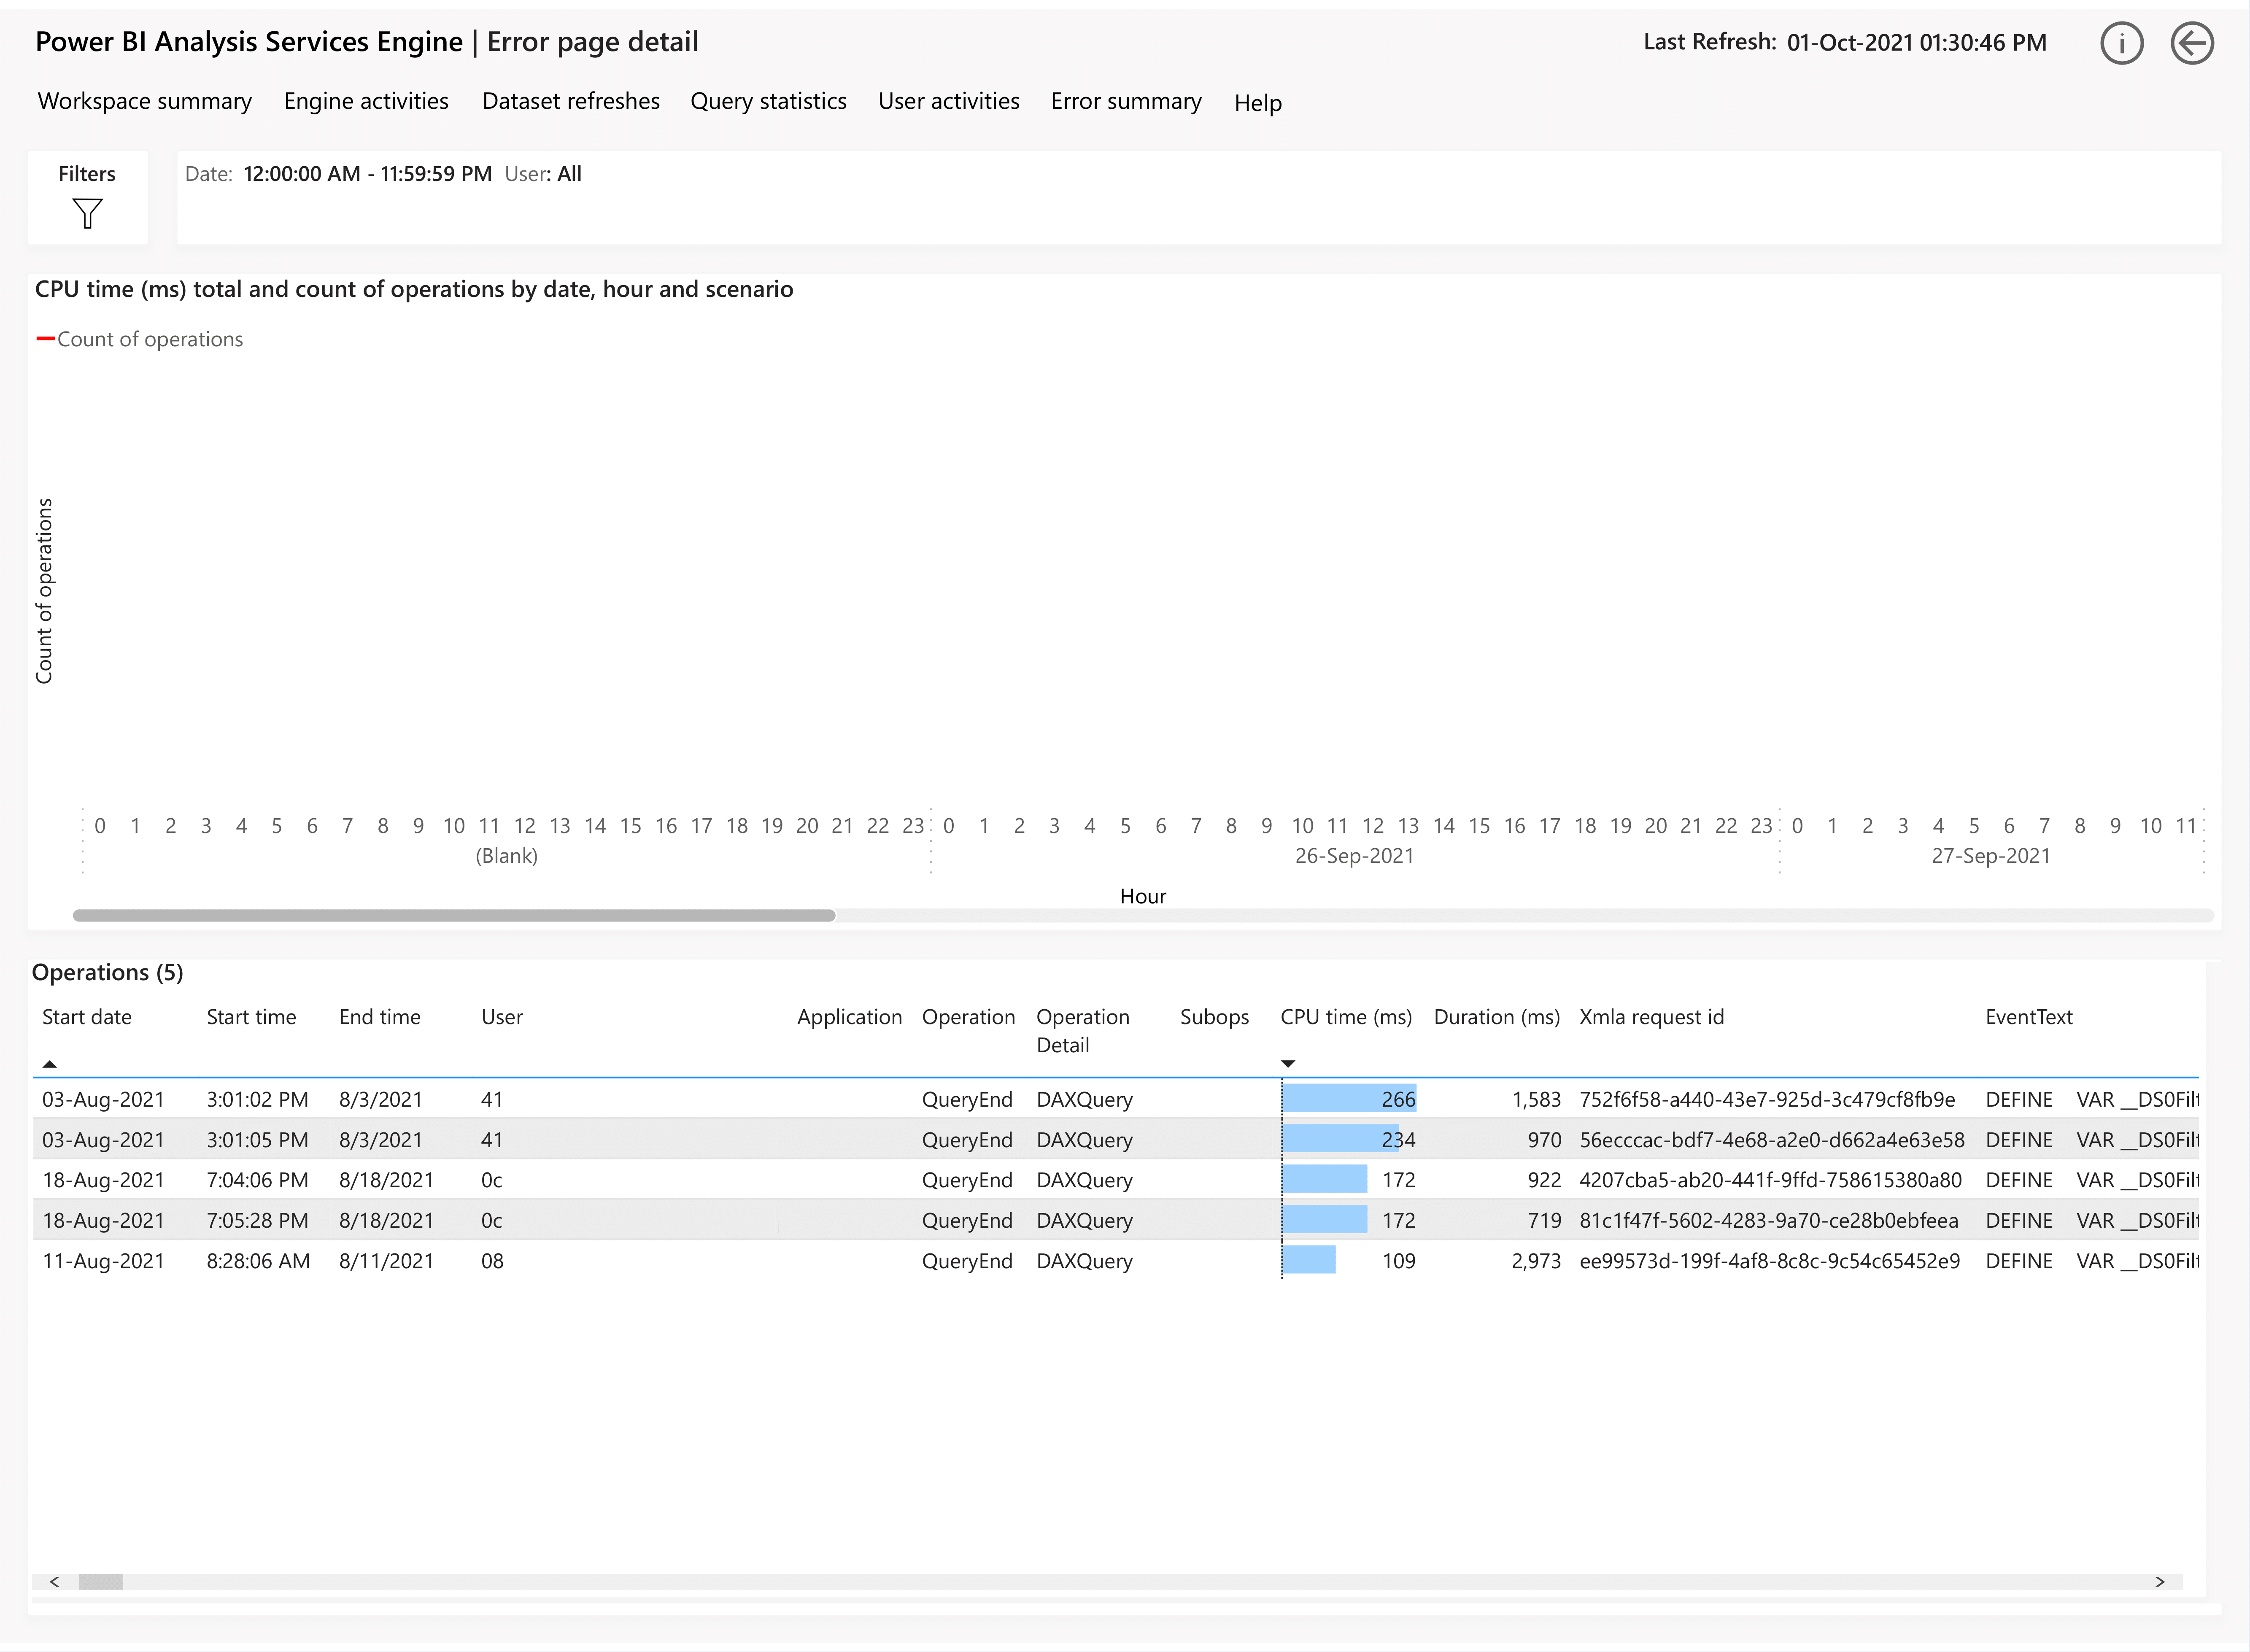 Power BI Analysis Services Engine | Error page detail
Last Refresh: 01-Oct-2021 01:30:46 PM
Workspace summary Engine activities Dataset refreshes Query statistics User activities Error summary Help
Filters
Date: 12:00:00 AM - 11:59:59 PM User: All
CPU time (ms) total and count of operations by date, hour and scenario
Count of operations
Count of operations
0 1 2 3 4 5 6 7 8 9 10 11 12 13 14 15 16 17 18 19 20 21 22 23 0 1 2 3 4 5 6 7 8 9 10 11 12 13 14 15 16 17 18 19 20 21 22 23 0 1 2 3 4 5 6 7 8 9 10 11
(Blank) 26-Sep-2021 27-Sep-2021
Hour
Operations (5)
Start date Start time End time User Application Operation Operation Detail Subops CPU time (ms) Duration (ms) Xmla request id EventText
03-Aug-2021 3:01:02 PM 8/3/2021 41 QueryEnd DAXQuery 266 1,583 752f6f58-a440-43e7-925d-3c479cf8fb9e DEFINE VAR __DS0Filt
03-Aug-2021 3:01:05 PM 8/3/2021 41 QueryEnd DAXQuery 234 970 56ecccac-bdf7-4e68-a2e0-d662a4e63e58 DEFINE VAR __DS0Filt
18-Aug-2021 7:04:06 PM 8/18/2021 0c QueryEnd DAXQuery 172 922 4207cba5-ab20-441f-9ffd-758615380a80 DEFINE VAR __DS0Filt
18-Aug-2021 7:05:28 PM 8/18/2021 0c QueryEnd DAXQuery 172 719 81c1f47f-5602-4283-9a70-ce28b0ebfeea DEFINE VAR __DS0Filt
11-Aug-2021 8:28:06 AM 8/11/2021 08 QueryEnd DAXQuery 109 2,973 ee99573d-199f-4af8-8c8c-9c54c65452e9 DEFINE VAR __DS0Filt